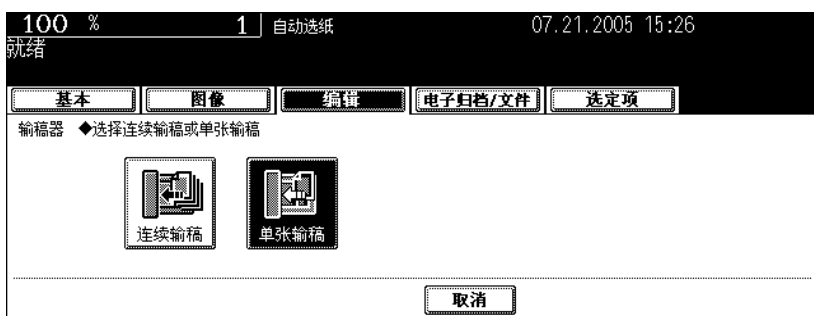 100 % 1 自动选纸 07.21.2005 15:26
就绪
基本 图像 编辑 电子归档/文件 选定项
输稿器 ◆选择连续输稿或单张输稿
连续输稿 单张输稿
取消